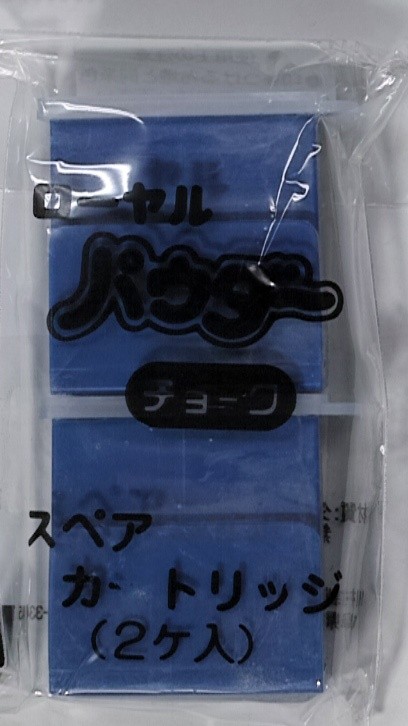 ローヤル
パウダー
チョーク
スペア
カートリッジ
(2ケ入)